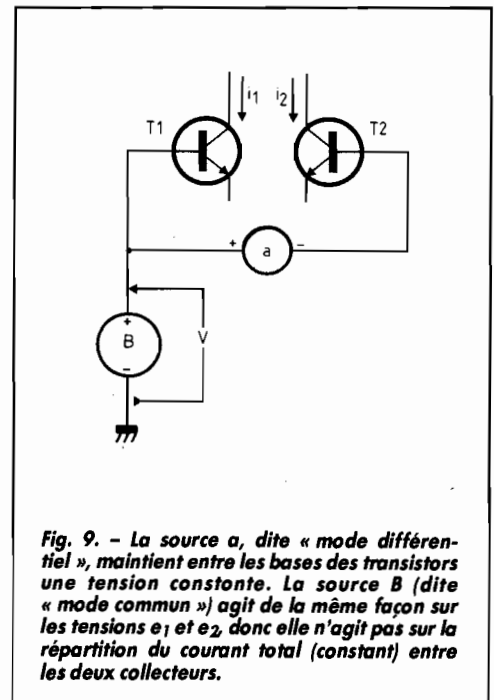 i1 i2
T1 T2
+ a -
+
B V
-
Fig. 9. – La source a, dite « mode différen-
tiel », maintient entre les bases des transistors
une tension constonte. La source B (dite
« mode commun ») agit de la même façon sur
les tensions e1 et e2, donc elle n'agit pas sur la
répartition du courant total (constant) entre
les deux collecteurs.